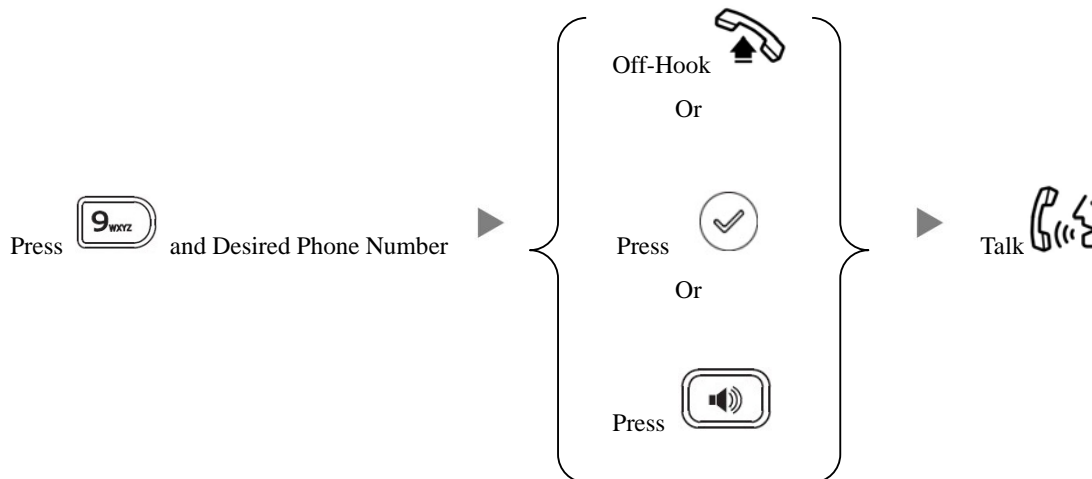 Off-Hook
Or
Press 9WXYZ and Desired Phone Number
Press
Talk
Or
Press